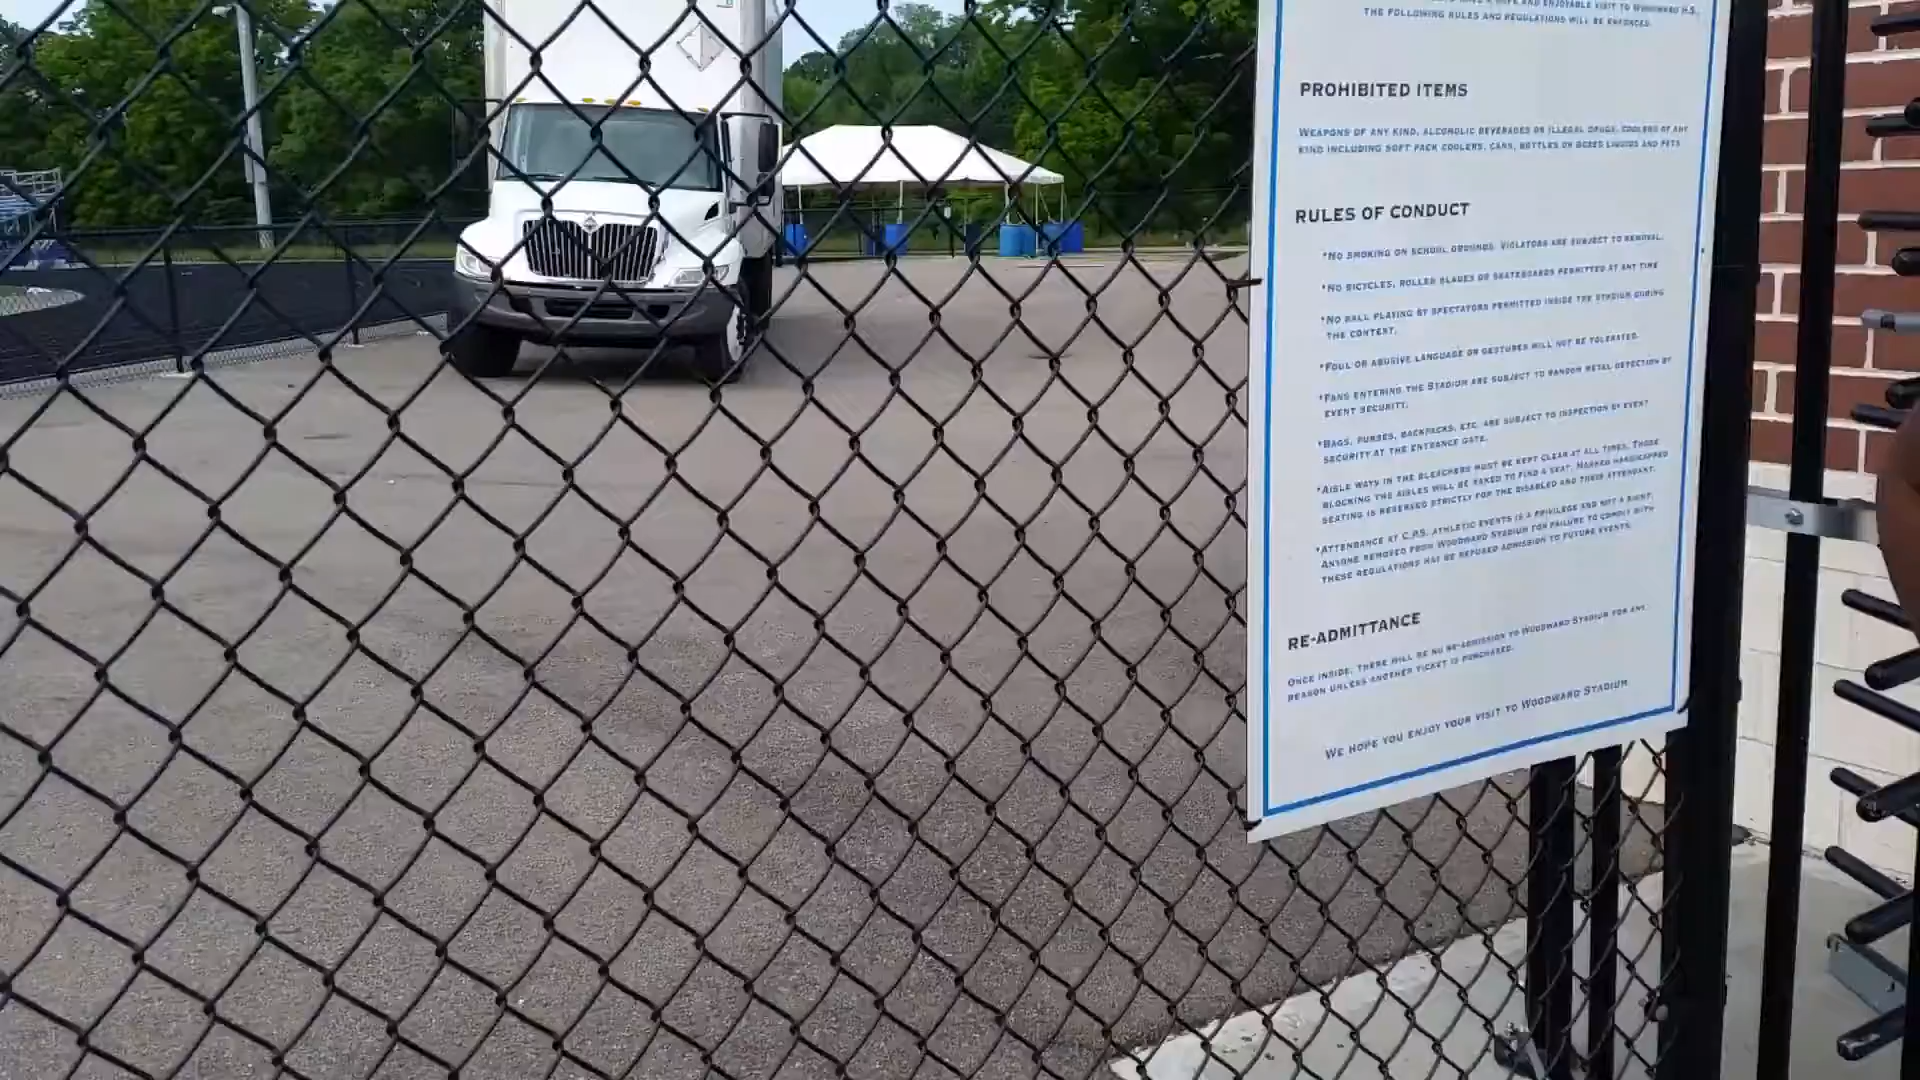 AND ENJOYABLE VISIT TO WOODWARD H.S.,
THE FOLLOWING RULES AND REGULATIONS WILL BE ENFORCED.
PROHIBITED ITEMS
WEAPONS OF ANY KIND, ALCOHOLIC BEVERAGES OR ILLEGAL DRUGS, COOLERS OF ANY
KIND INCLUDING SOFT PACK COOLERS, CANS, BOTTLES OR BOXES LIQUIDS AND PETS
RULES OF CONDUCT
*NO SMOKING ON SCHOOL GROUNDS. VIOLATORS ARE SUBJECT TO REMOVAL.
*NO BICYCLES, ROLLER BLADES OR SKATEBOARDS PERMITTED AT ANY TIME
*NO BALL PLAYING BY SPECTATORS PERMITTED INSIDE THE STADIUM DURING
THE CONTEST.
*FOUL OR ABUSIVE LANGUAGE OR GESTURES WILL NOT BE TOLERATED.
*FANS ENTERING THE STADIUM ARE SUBJECT TO RANDOM METAL DETECTION BY
EVENT SECURITY.
*BAGS, PURSES, BACKPACKS, ETC. ARE SUBJECT TO INSPECTION BY EVENT
SECURITY AT THE ENTRANCE GATE.
*AISLE WAYS IN THE BLEACHERS MUST BE KEPT CLEAR AT ALL TIMES. THOSE
BLOCKING THE AISLES WILL BE ASKED TO FIND A SEAT. MARKED HANDICAPPED
SEATING IS RESERVED STRICTLY FOR THE DISABLED AND THEIR ATTENDANT.
*ATTENDANCE AT C.P.S. ATHLETIC EVENTS IS A PRIVILEGE AND NOT A RIGHT.
ANYONE REMOVED FROM WOODWARD STADIUM FOR FAILURE TO COMPLY WITH
THESE REGULATIONS MAY BE REFUSED ADMISSION TO FUTURE EVENTS.
RE-ADMITTANCE
ONCE INSIDE, THERE WILL BE NO RE-ADMISSION TO WOODWARD STADIUM FOR ANY
REASON UNLESS ANOTHER TICKET IS PURCHASED.
WE HOPE YOU ENJOY YOUR VISIT TO WOODWARD STADIUM